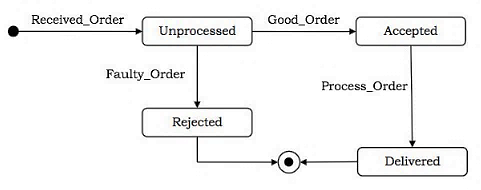 Received_Order
Unprocessed
Good_Order
Accepted
Faulty_Order
Process_Order
Rejected
Delivered